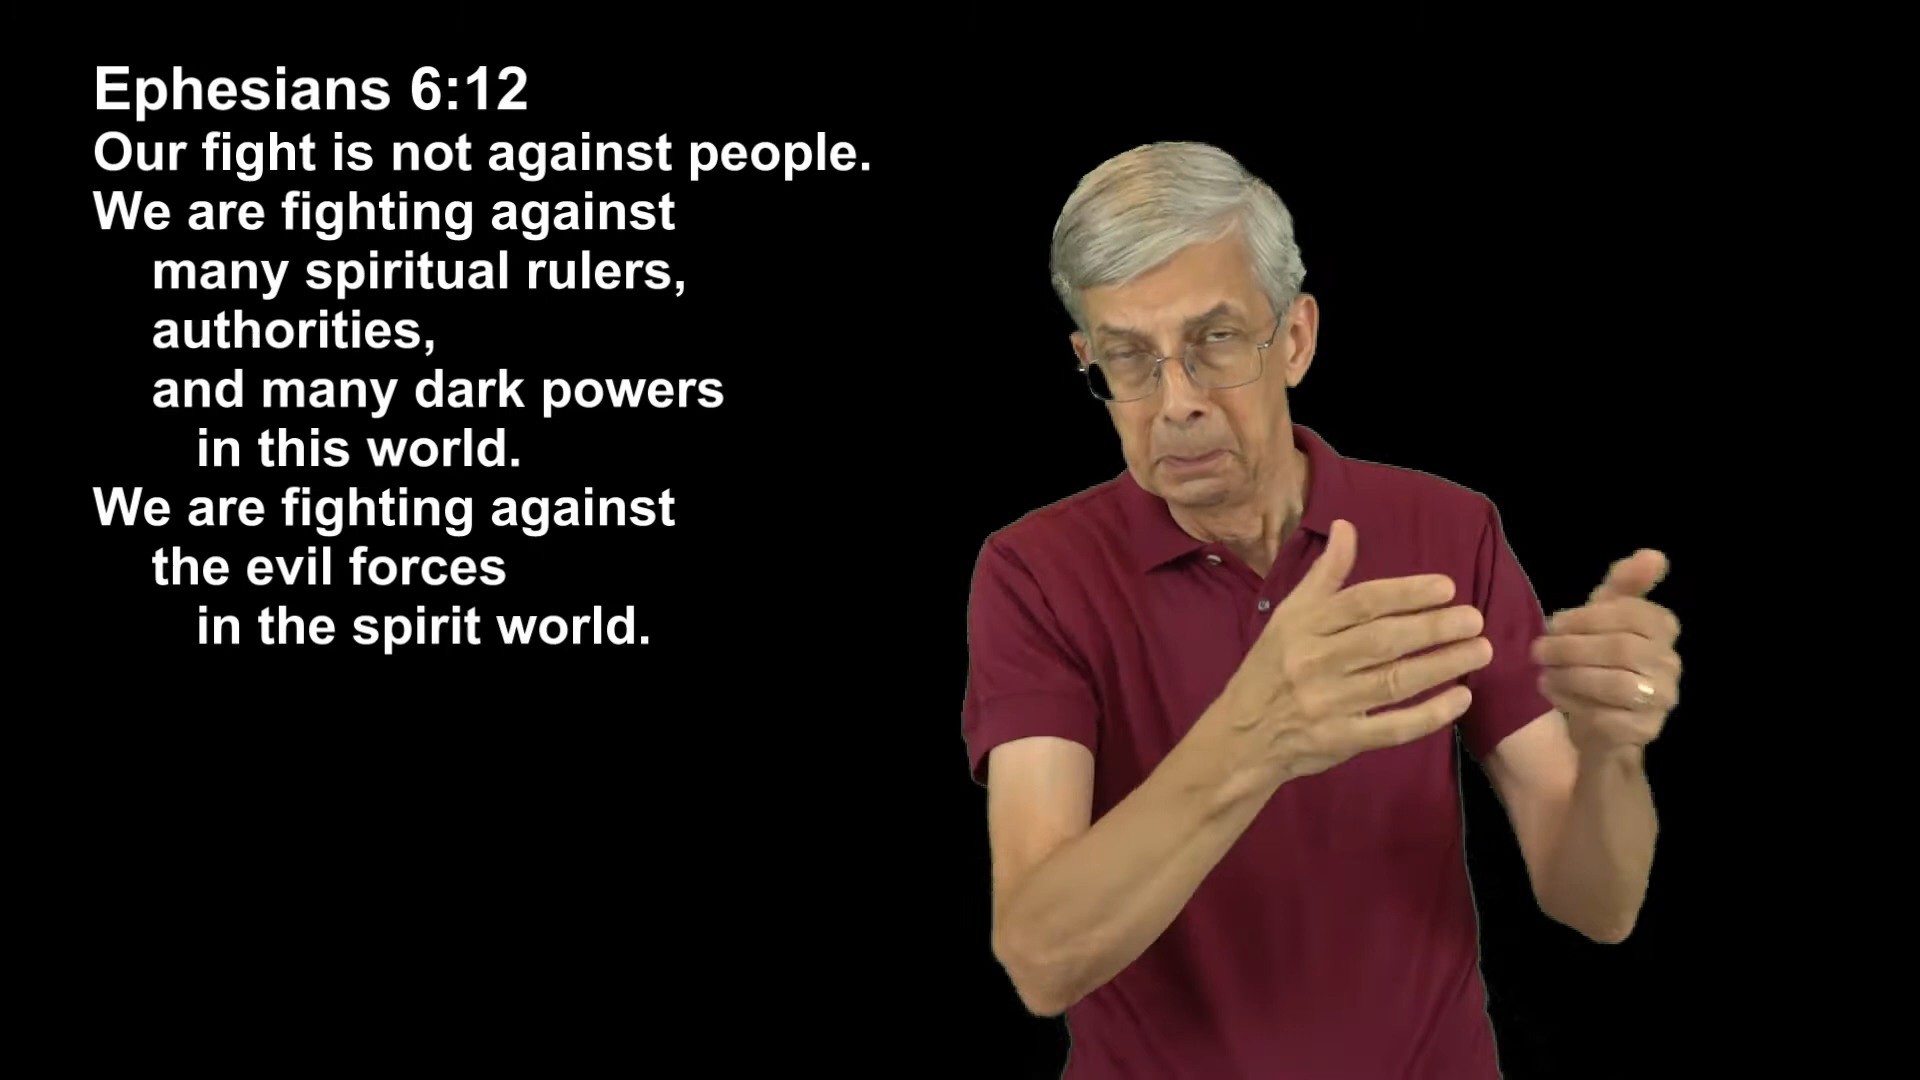 Ephesians 6:12
Our fight is not against people.
We are fighting against
many spiritual rulers,
authorities,
and many dark powers
in this world.
We are fighting against
the evil forces
in the spirit world.